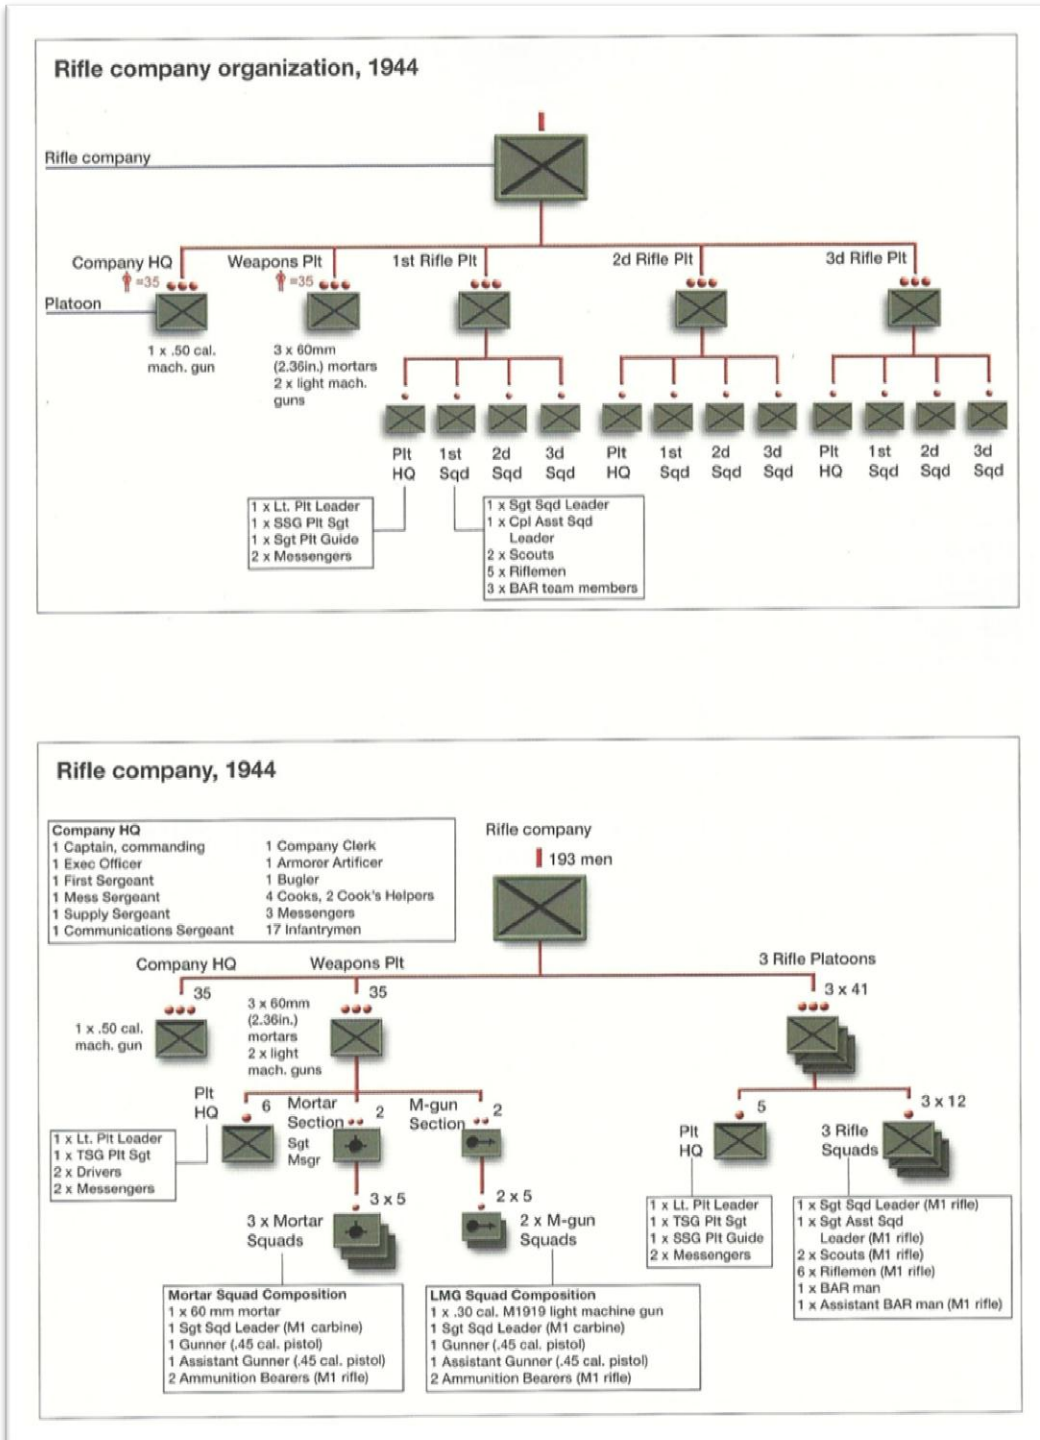 Rifle company organization, 1944
Rifle company
Company HQ
=35
Weapons Plt
=35
1st Rifle Plt
2d Rifle Plt
3d Rifle Plt
Platoon
1 x .50 cal.
mach. gun
3 x 60mm
(2.36in.) mortars
2 x light mach.
guns
Plt
HQ
1st
Sqd
2d
Sqd
3d
Sqd
Plt
HQ
1st
Sqd
2d
Sqd
3d
Sqd
Plt
HQ
1st
Sqd
2d
Sqd
3d
Sqd
1 x Lt. Plt Leader
1 x SSG Plt Sgt
1 x Sgt Plt Guide
2 x Messengers
1 x Sgt Sqd Leader
1 x Cpl Asst Sqd
Leader
2 x Scouts
5 x Riflemen
3 x BAR team members
Rifle company, 1944
Company HQ
1 Captain, commanding
1 Exec Officer
1 First Sergeant
1 Mess Sergeant
1 Supply Sergeant
1 Communications Sergeant
1 Company Clerk
1 Armorer Artificer
1 Bugler
4 Cooks, 2 Cook's Helpers
3 Messengers
17 Infantrymen
Rifle company
193 men
Company HQ
35
1 x .50 cal.
mach. gun
Weapons Plt
35
3 x 60mm
(2.36in.)
mortars
2 x light
mach. guns
3 Rifle Platoons
3 x 41
Plt
HQ
6
1 x Lt. Plt Leader
1 x TSG Plt Sgt
2 x Drivers
2 x Messengers
Mortar
Section
2
Sgt
Msgr
M-gun
Section
2
3 x 5
3 x Mortar
Squads
2 x 5
2 x M-gun
Squads
Plt
HQ
5
3 x 12
3 Rifle
Squads
1 x Lt. Plt Leader
1 x TSG Plt Sgt
1 x SSG Plt Guide
2 x Messengers
1 x Sgt Sqd Leader (M1 rifle)
1 x Sgt Asst Sqd
Leader (M1 rifle)
2 x Scouts (M1 rifle)
6 x Riflemen (M1 rifle)
1 x BAR man
1 x Assistant BAR man (M1 rifle)
Mortar Squad Composition
1 x 60 mm mortar
1 Sgt Sqd Leader (M1 carbine)
1 Gunner (.45 cal. pistol)
1 Assistant Gunner (.45 cal. pistol)
2 Ammunition Bearers (M1 rifle)
LMG Squad Composition
1 x .30 cal. M1919 light machine gun
1 Sgt Sqd Leader (M1 carbine)
1 Gunner (.45 cal. pistol)
1 Assistant Gunner (.45 cal. pistol)
2 Ammunition Bearers (M1 rifle)